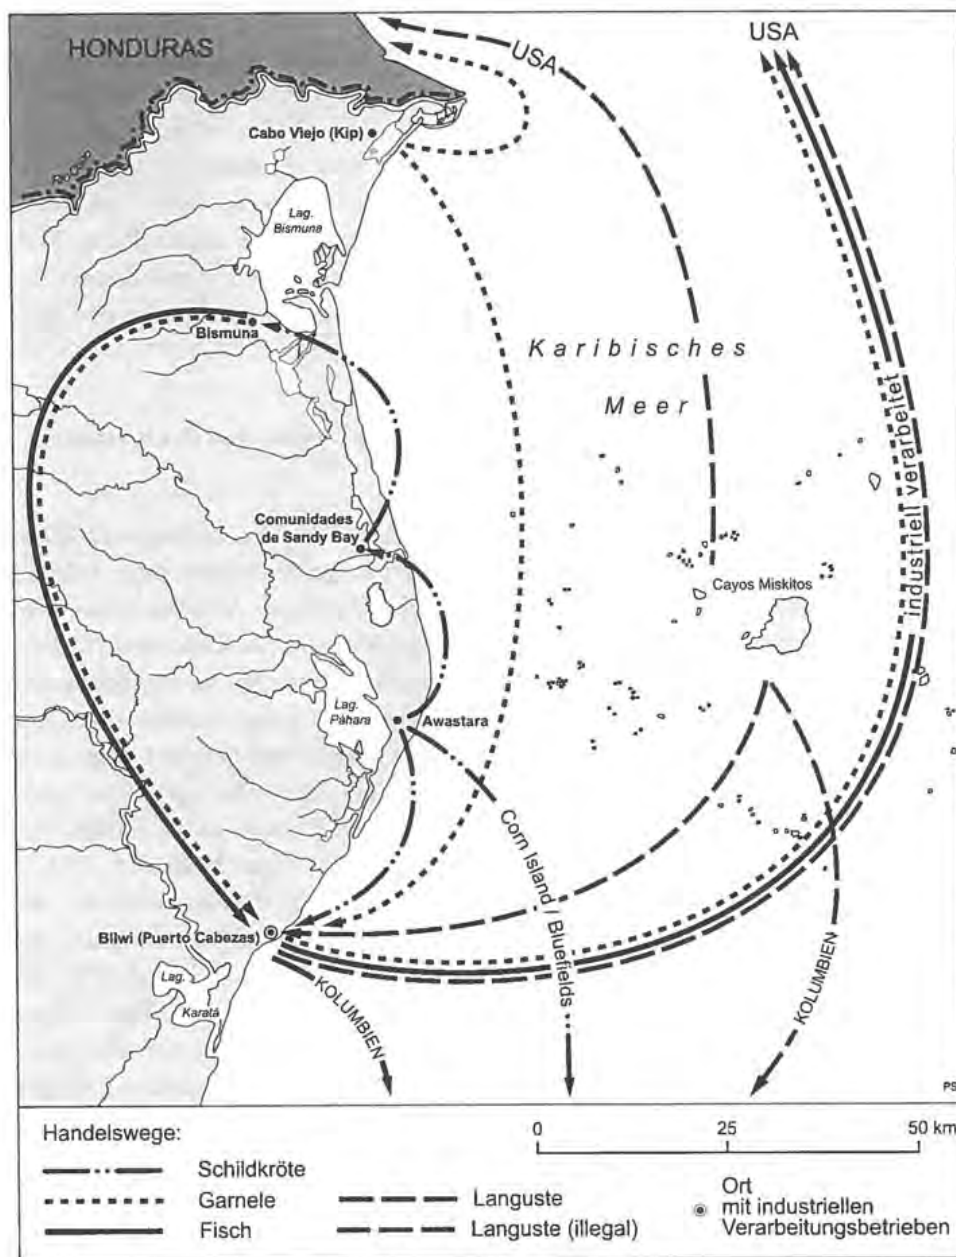 HONDURAS
USA
USA
Cabo Viejo (Kip)
Lag.
Bismuna
Bismuna
Karibisches
Meer
industriell verarbeitet
Comunidades
de Sandy Bay
Cayos Miskitos
Lag.
Páhara
Awastara
Corn Island / Bluefields
Bilwi (Puerto Cabezas)
Lag.
Karatá
KOLUMBIEN
KOLUMBIEN
PS
Handelswege:
Schildkröte
Garnele
Fisch
Languste
Languste (illegal)
0 25 50 km
Ort
mit industriellen
Verarbeitungsbetrieben